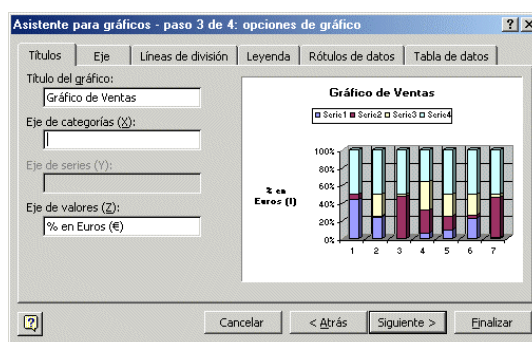 Asistente para gráficos - paso 3 de 4: opciones de gráfico
Títulos Eje Líneas de división Leyenda Rótulos de datos Tabla de datos
Título del gráfico:
Gráfico de Ventas
Eje de categorías (X):
Eje de series (Y):
Eje de valores (Z):
% en Euros (€)
Gráfico de Ventas
Serie1 Serie2 Serie3 Serie4
% en
Euros (I)
100%
80%
60%
40%
20%
0%
1 2 3 4 5 6 7
Cancelar < Atrás Siguiente > Finalizar